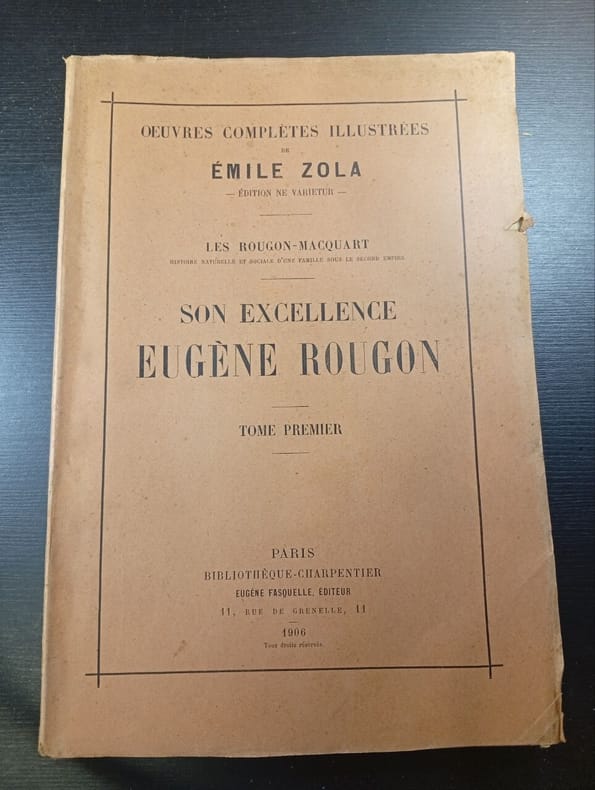 OEUVRES COMPLÈTES ILLUSTRÉES
DE
ÉMILE ZOLA
— ÉDITION NE VARIETUR —
LES ROUGON-MACQUART
HISTOIRE NATURELLE ET SOCIALE D'UNE FAMILLE SOUS LE SECOND EMPIRE
SON EXCELLENCE
EUGÈNE ROUGON
TOME PREMIER
PARIS
BIBLIOTHÈQUE-CHARPENTIER
EUGÈNE FASQUELLE, ÉDITEUR
11, RUE DE GRENELLE, 11
1906
Tous droits réservés.